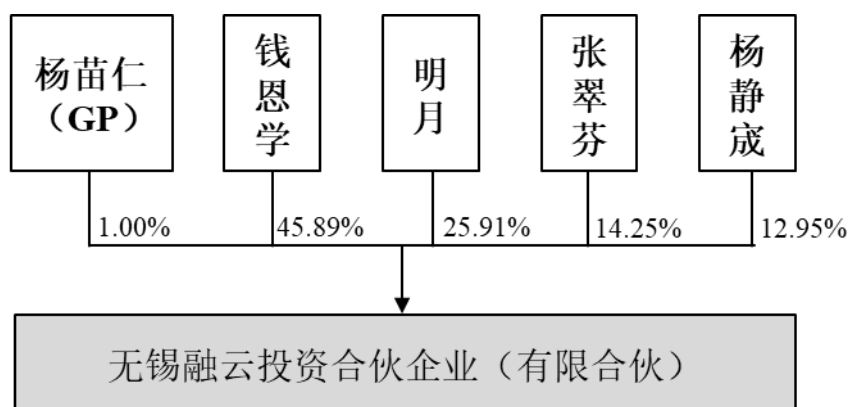 杨苗仁
（GP）
钱恩学
明月
张翠芬
杨静宬
1.00%
45.89%
25.91%
14.25%
12.95%
无锡融云投资合伙企业（有限合伙）